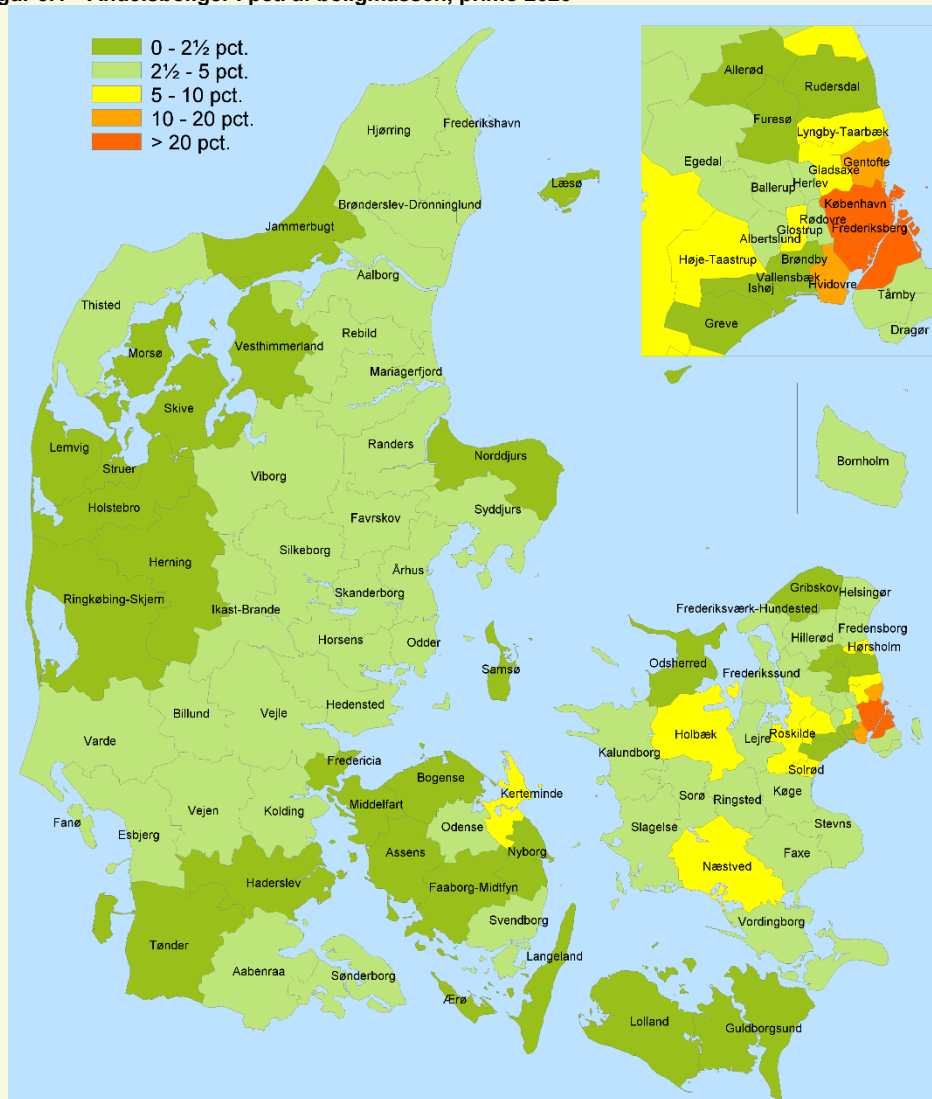 0 - 2½ pct.
2½ - 5 pct.
5 - 10 pct.
10 - 20 pct.
> 20 pct.
Allerød
Rudersdal
Furesø
Lyngby-Taarbæk
Egedal
Gentofte
Gladsaxe
Ballerup
Herlev
København
Rødovre
Frederiksberg
Glostrup
Albertslund
Høje-Taastrup
Brøndby
Vallensbæk
Hvidovre
Ishøj
Tårnby
Greve
Dragør
Hjørring
Frederikshavn
Læsø
Brønderslev-Dronninglund
Jammerbugt
Aalborg
Thisted
Rebild
Vesthimmerland
Morsø
Mariagerfjord
Skive
Lemvig
Randers
Norddjurs
Struer
Viborg
Bornholm
Holstebro
Favrskov
Syddjurs
Silkeborg
Herning
Århus
Skanderborg
Ringkøbing-Skjern
Ikast-Brande
Horsens
Odder
Samsø
Gribskov
Helsingør
Frederiksværk-Hundested
Fredensborg
Hillerød
Hørsholm
Odsherred
Frederikssund
Hedensted
Billund
Vejle
Varde
Holbæk
Lejre
Roskilde
Kalundborg
Fredericia
Solrød
Bogense
Kerteminde
Middelfart
Sorø
Ringsted
Køge
Fanø
Esbjerg
Vejen
Kolding
Odense
Slagelse
Stevns
Assens
Nyborg
Faxe
Haderslev
Næstved
Faaborg-Midtfyn
Svendborg
Vordingborg
Tønder
Langeland
Aabenraa
Sønderborg
Ærø
Lolland
Guldborgsund